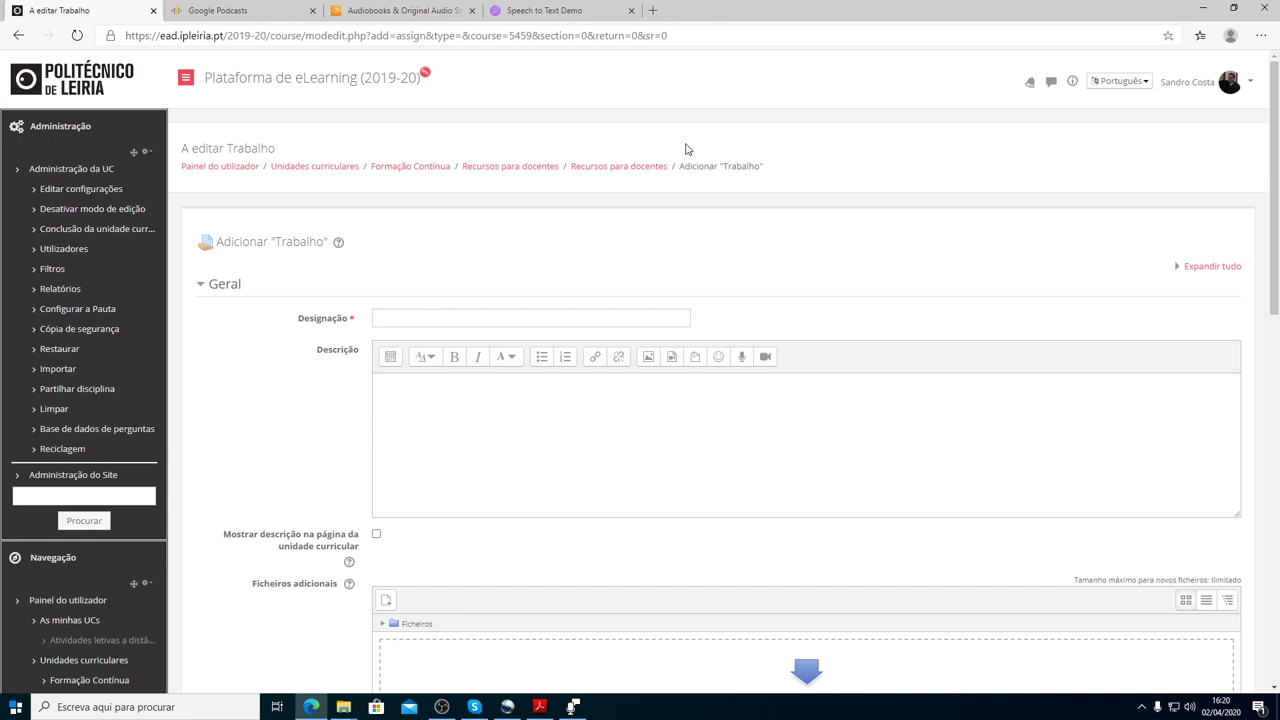 A editar Trabalho
Google Podcasts
Audiobooks & Original Audio Sh
Speech to Text Demo
https://ead.ipleiria.pt/2019-20/course/modedit.php?add=assign&type=&course=5459&section=0&return=0&sr=0
POLITÉCNICO
DE LEIRIA
Plataforma de eLearning (2019-20)
Português
Sandro Costa
Administração
Administração da UC
Editar configurações
Desativar modo de edição
Conclusão da unidade curr...
Utilizadores
Filtros
Relatórios
Configurar a Pauta
Cópia de segurança
Restaurar
Importar
Partilhar disciplina
Limpar
Base de dados de perguntas
Reciclagem
Administração do Site
Procurar
Navegação
Painel do utilizador
As minhas UCs
Atividades letivas a distâ...
Unidades curriculares
Formação Contínua
A editar Trabalho
Painel do utilizador / Unidades curriculares / Formação Contínua / Recursos para docentes / Recursos para docentes / Adicionar "Trabalho"
Adicionar "Trabalho"
Expandir tudo
Geral
Designação *
Descrição
Mostrar descrição na página da
unidade curricular
Ficheiros adicionais
Tamanho máximo para novos ficheiros: Ilimitado
Ficheiros
Escreva aqui para procurar
16:20
02/04/2020